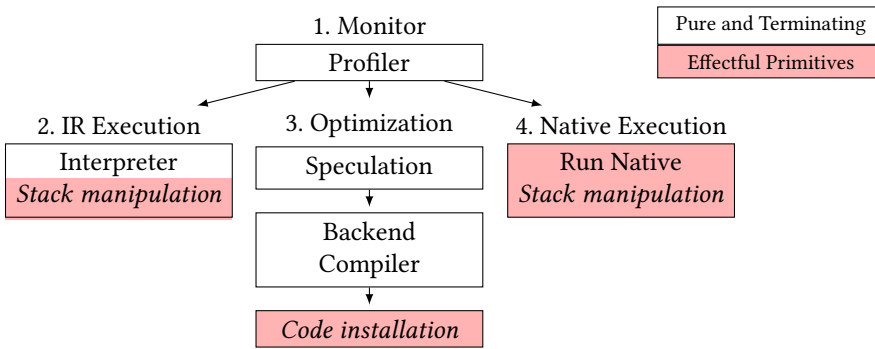 1. Monitor
Profiler
Pure and Terminating
Effectful Primitives
2. IR Execution
Interpreter
Stack manipulation
3. Optimization
Speculation
Backend
Compiler
Code installation
4. Native Execution
Run Native
Stack manipulation